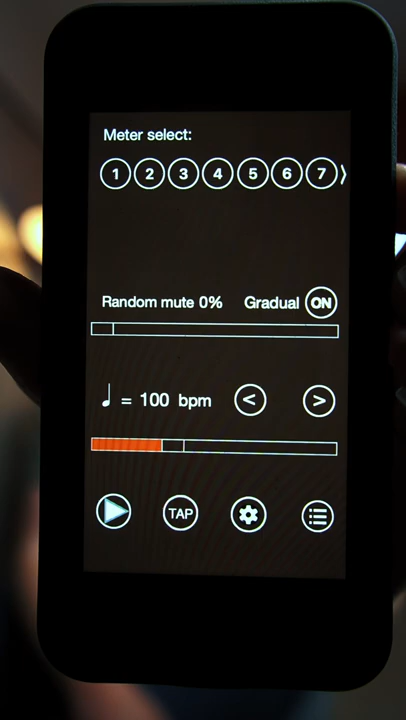 Meter select:
1 2 3 4 5 6 7 >
Random mute 0% Gradual ON
♩ = 100 bpm < >
TAP